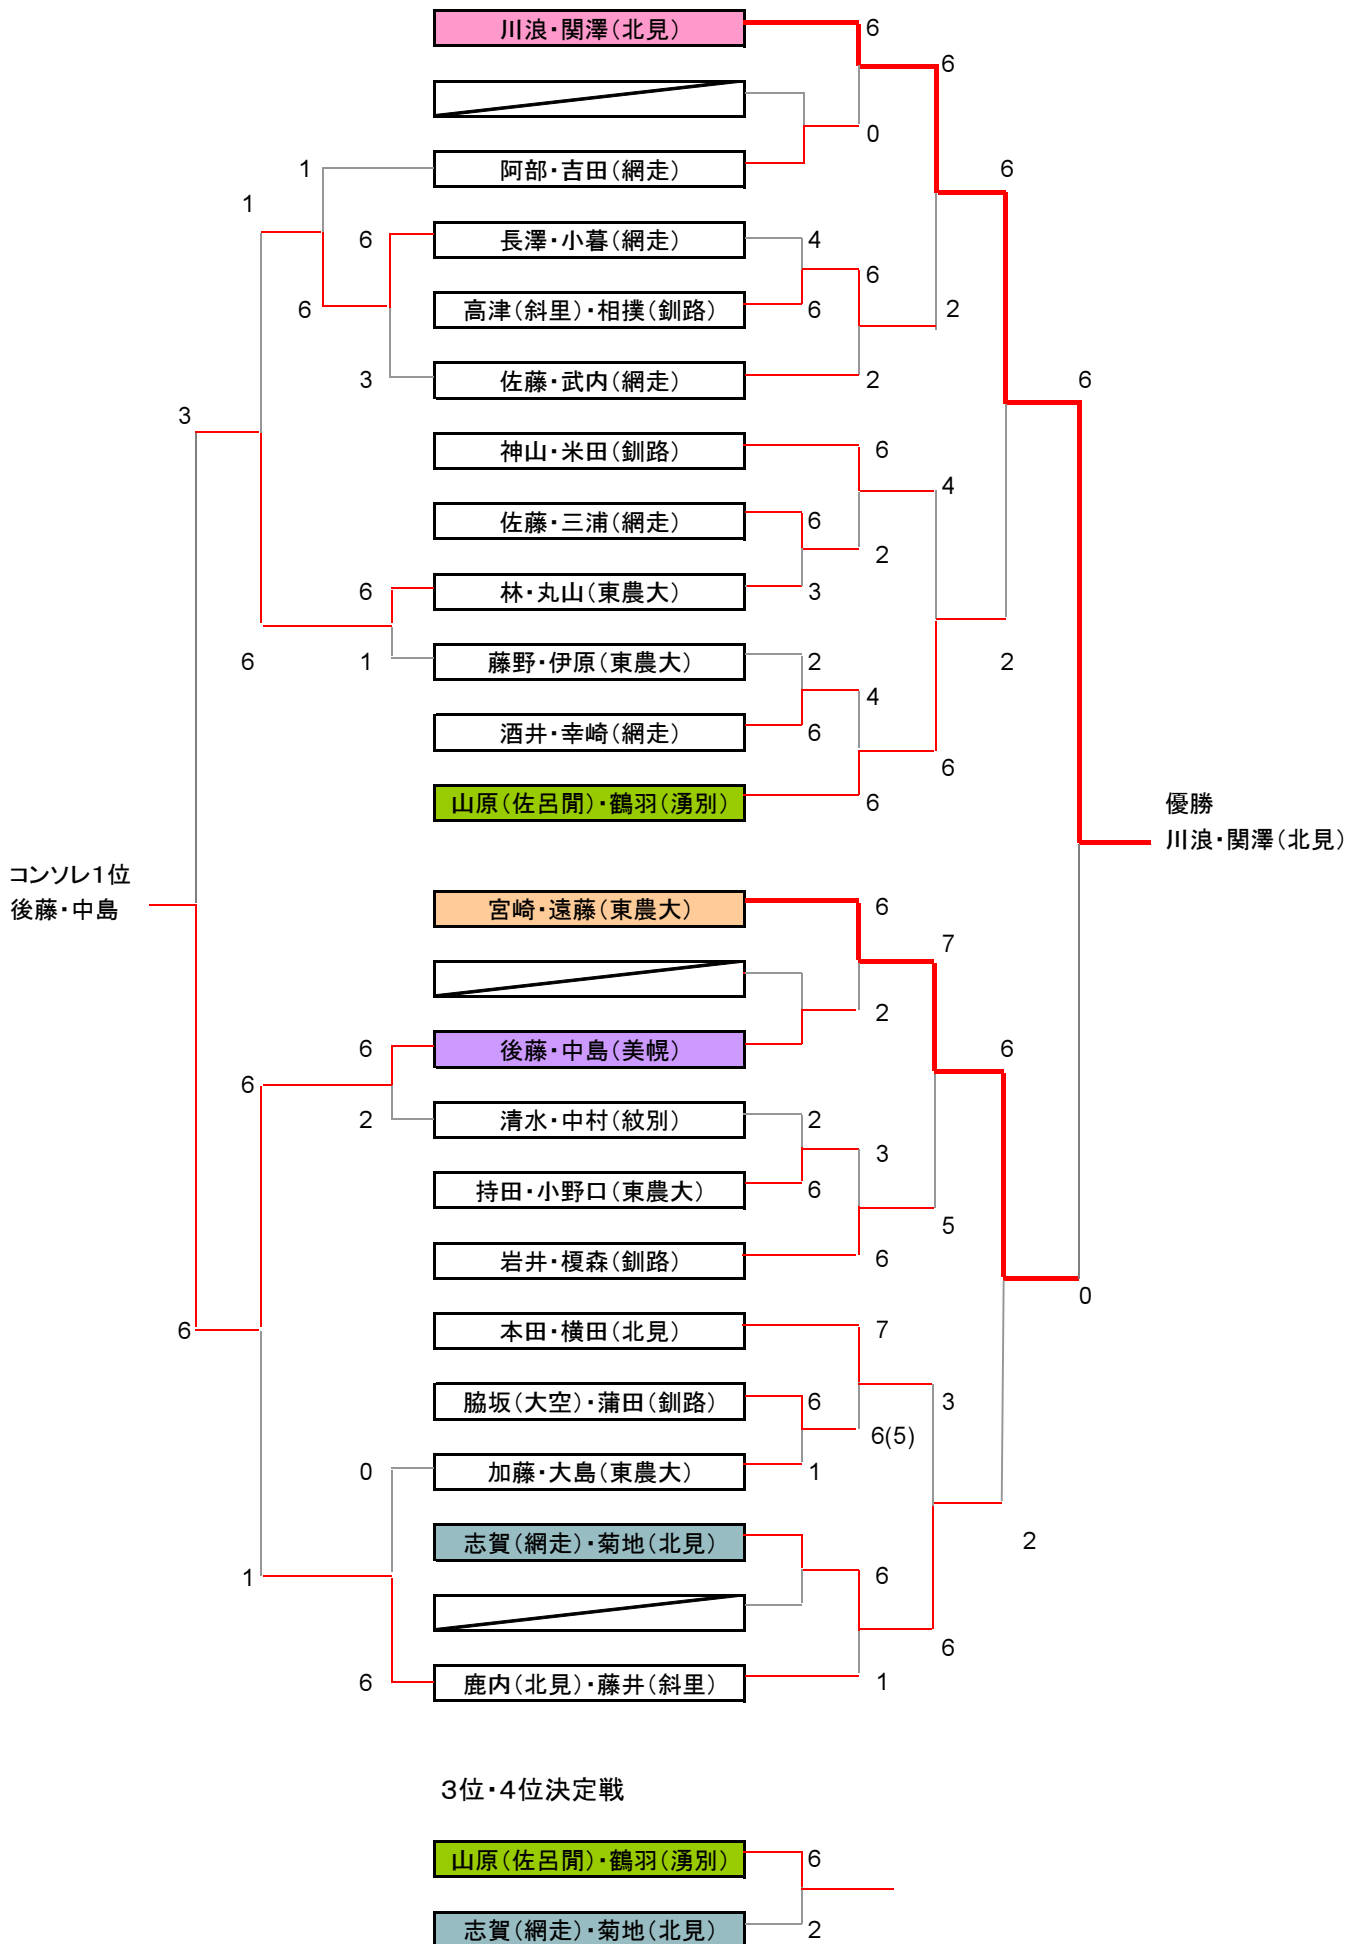 川浪・関澤（北見）
6
6
0
阿部・吉田（網走）
1
6
1
長澤・小暮（網走）
6
4
6
高津（斜里）・相撲（釧路）
6
6
2
佐藤・武内（網走）
3
2
6
3
神山・米田（釧路）
6
4
佐藤・三浦（網走）
6
2
林・丸山（東農大）
6
3
藤野・伊原（東農大）
6
1
2
2
4
酒井・幸崎（網走）
6
6
山原（佐呂間）・鶴羽（湧別）
6
優勝
川浪・関澤（北見）
コンソレ1位
後藤・中島
宮崎・遠藤（東農大）
6
7
2
後藤・中島（美幌）
6
6
6
清水・中村（紋別）
2
2
3
持田・小野口（東農大）
6
5
岩井・榎森（釧路）
6
0
本田・横田（北見）
6
7
脇坂（大空）・蒲田（釧路）
6
3
6(5)
加藤・大島（東農大）
0
1
志賀（網走）・菊地（北見）
2
1
6
6
鹿内（北見）・藤井（斜里）
6
1
3位・4位決定戦
山原（佐呂間）・鶴羽（湧別）
6
志賀（網走）・菊地（北見）
2